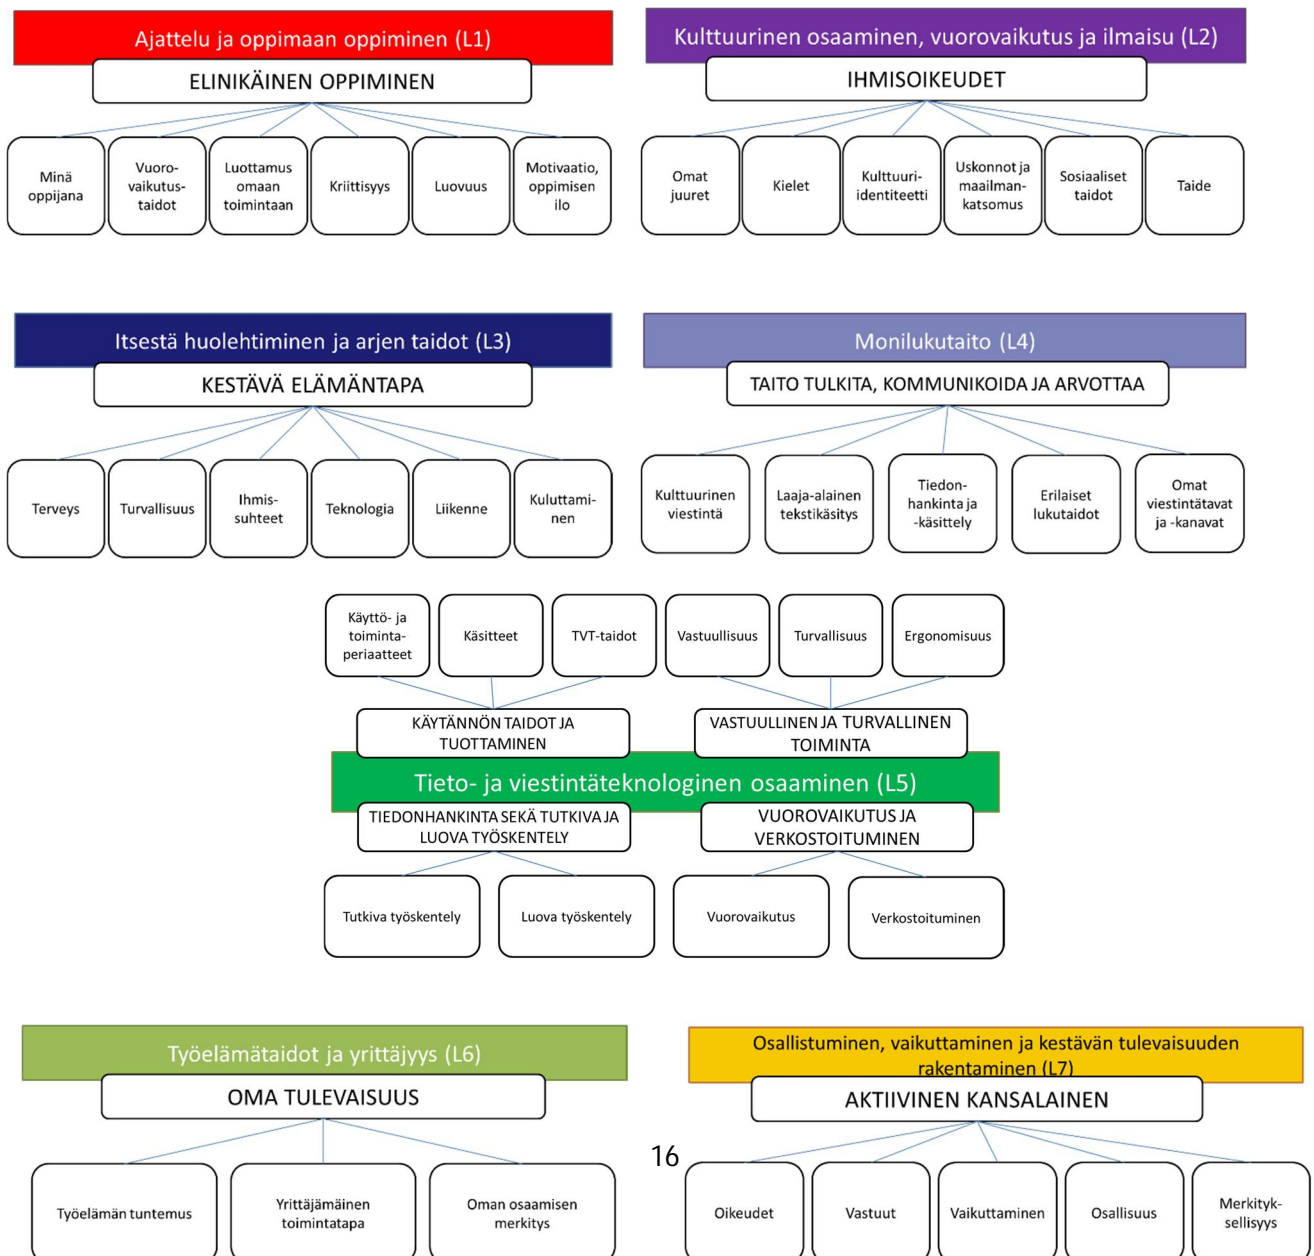 Ajattelu ja oppimaan oppiminen (L1)
ELINIKÄINEN OPPIMINEN
Minä
oppijana
Vuoro-
vaikutus-
taidot
Luottamus
omaan
toimintaan
Kriittisyys
Luovuus
Motivaatio,
oppimisen
ilo
Kulttuurinen osaaminen, vuorovaikutus ja ilmaisu (L2)
IHMISOIKEUDET
Omat
juuret
Kielet
Kulttuuri-
identiteetti
Uskonnot ja
maailman-
katsomus
Sosiaaliset
taidot
Taide
Itsestä huolehtiminen ja arjen taidot (L3)
KESTÄVÄ ELÄMÄNTAPA
Terveys
Turvallisuus
Ihmis-
suhteet
Teknologia
Liikenne
Kuluttami-
nen
Monilukutaito (L4)
TAITO TULKITA, KOMMUNIKOIDA JA ARVOTTAA
Kulttuurinen
viestintä
Laaja-alainen
tekstikäsitys
Tiedon-
hankinta ja
-käsittely
Erilaiset
lukutaidot
Omat
viestintätavat
ja -kanavat
Käyttö- ja
toiminta-
periaatteet
Käsitteet
TVT-taidot
Vastuullisuus
Turvallisuus
Ergonomisuus
KÄYTÄNNÖN TAIDOT JA
TUOTTAMINEN
VASTUULLINEN JA TURVALLINEN
TOIMINTA
Tieto- ja viestintäteknologinen osaaminen (L5)
TIEDONHANKINTA SEKÄ TUTKIVA JA
LUOVA TYÖSKENTELY
VUOROVAIKUTUS JA
VERKOSTOITUMINEN
Tutkiva työskentely
Luova työskentely
Vuorovaikutus
Verkostoituminen
Työelämätaidot ja yrittäjyys (L6)
OMA TULEVAISUUS
Työelämän tuntemus
Yrittäjämäinen
toimintatapa
Oman osaamisen
merkitys
Osallistuminen, vaikuttaminen ja kestävän tulevaisuuden
rakentaminen (L7)
AKTIIVINEN KANSALAINEN
Oikeudet
Vastuut
Vaikuttaminen
Osallisuus
Merkityk-
sellisyys
16